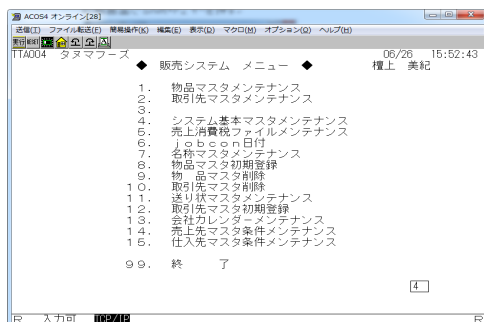 ACOS4 オンライン[28]
送信(T) ファイル転送(F) 簡易操作(K) 編集(E) 表示(D) マクロ(M) オプション(O) ヘルプ(H)
実行 RESET
TTA004 タヌマフーズ 06/26 15:52:43
◆ 販売システム メニュー ◆ 檀上 美紀
1. 物品マスタメンテナンス
2. 取引先マスタメンテナンス
3.
4. システム基本マスタメンテナンス
5. 売上消費税ファイルメンテナンス
6. jobcon日付
7. 名称マスタメンテナンス
8. 物品マスタ初期登録
9. 物 品マスタ削除
10. 取引先マスタ削除
11. 送り状マスタメンテナンス
12. 取引先マスタ初期登録
13. 会社カレンダーメンテナンス
14. 売上先マスタ条件メンテナンス
15. 仕入先マスタ条件メンテナンス
99. 終 了
4
R 入力可 TCP/IP R